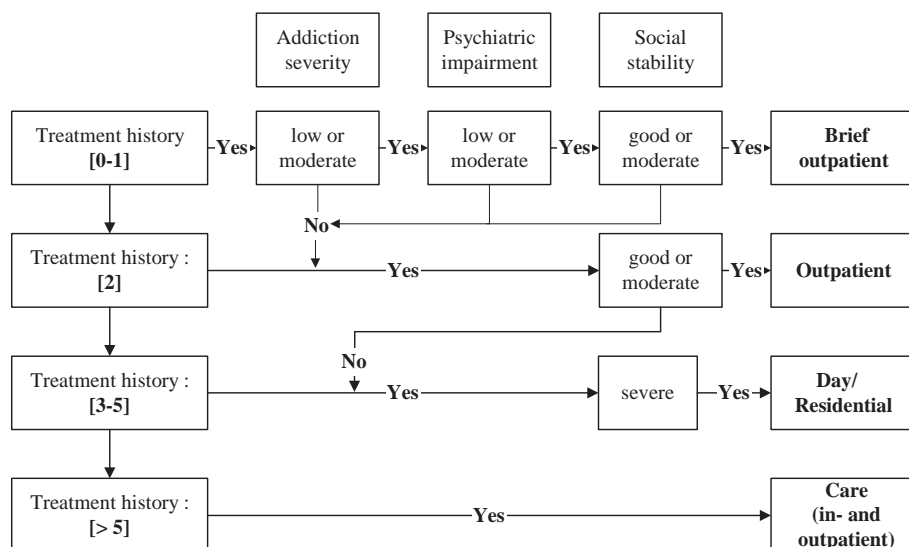 Addiction
severity
Psychiatric
impairment
Social
stability
Treatment history
[0-1]
Yes
low or
moderate
Yes
low or
moderate
Yes
good or
moderate
Yes
Brief
outpatient
No
Treatment history :
[2]
Yes
good or
moderate
Yes
Outpatient
No
Treatment history :
[3-5]
Yes
severe
Yes
Day/
Residential
Treatment history :
[> 5]
Yes
Care
(in- and
outpatient)